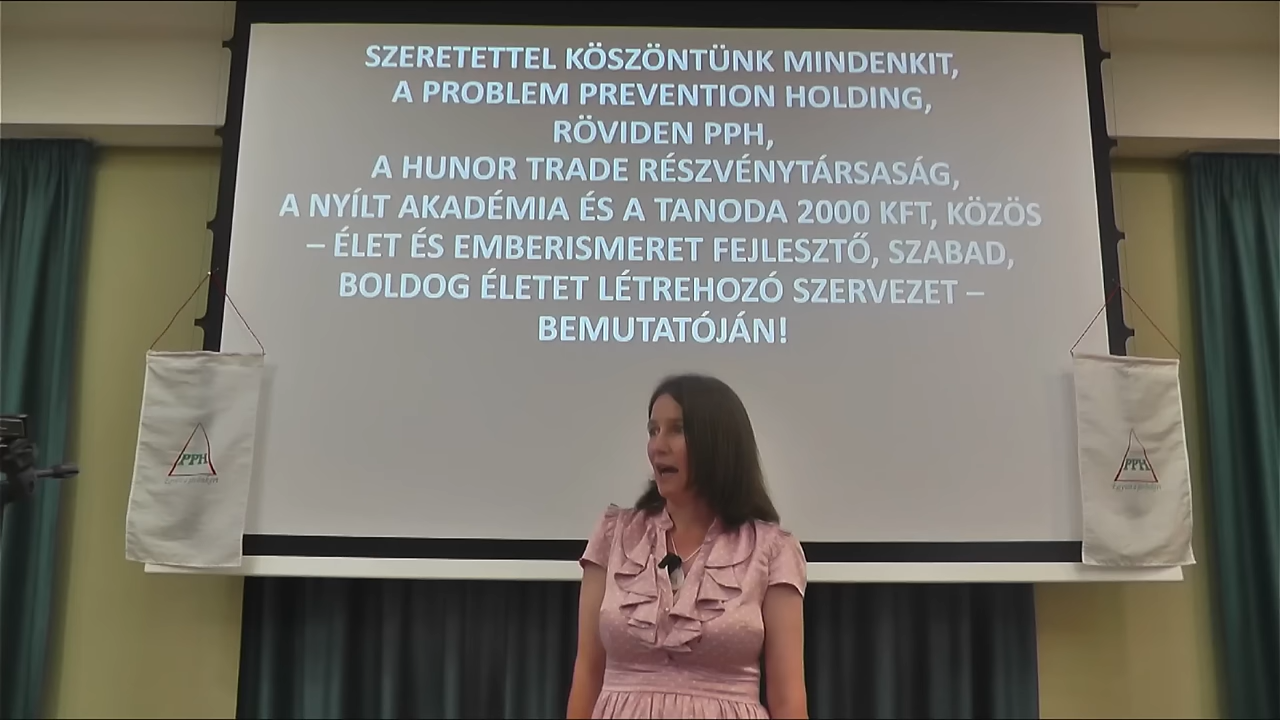 SZERETETTEL KÖSZÖNTÜNK MINDENKIT,
A PROBLEM PREVENTION HOLDING,
RÖVIDEN PPH,
A HUNOR TRADE RÉSZVÉNYTÁRSASÁG,
A NYÍLT AKADÉMIA ÉS A TANODA 2000 KFT, KÖZÖS
– ÉLET ÉS EMBERISMERET FEJLESZTŐ, SZABAD,
BOLDOG ÉLETET LÉTREHOZÓ SZERVEZET –
BEMUTATÓJÁN!
PPH
PPH